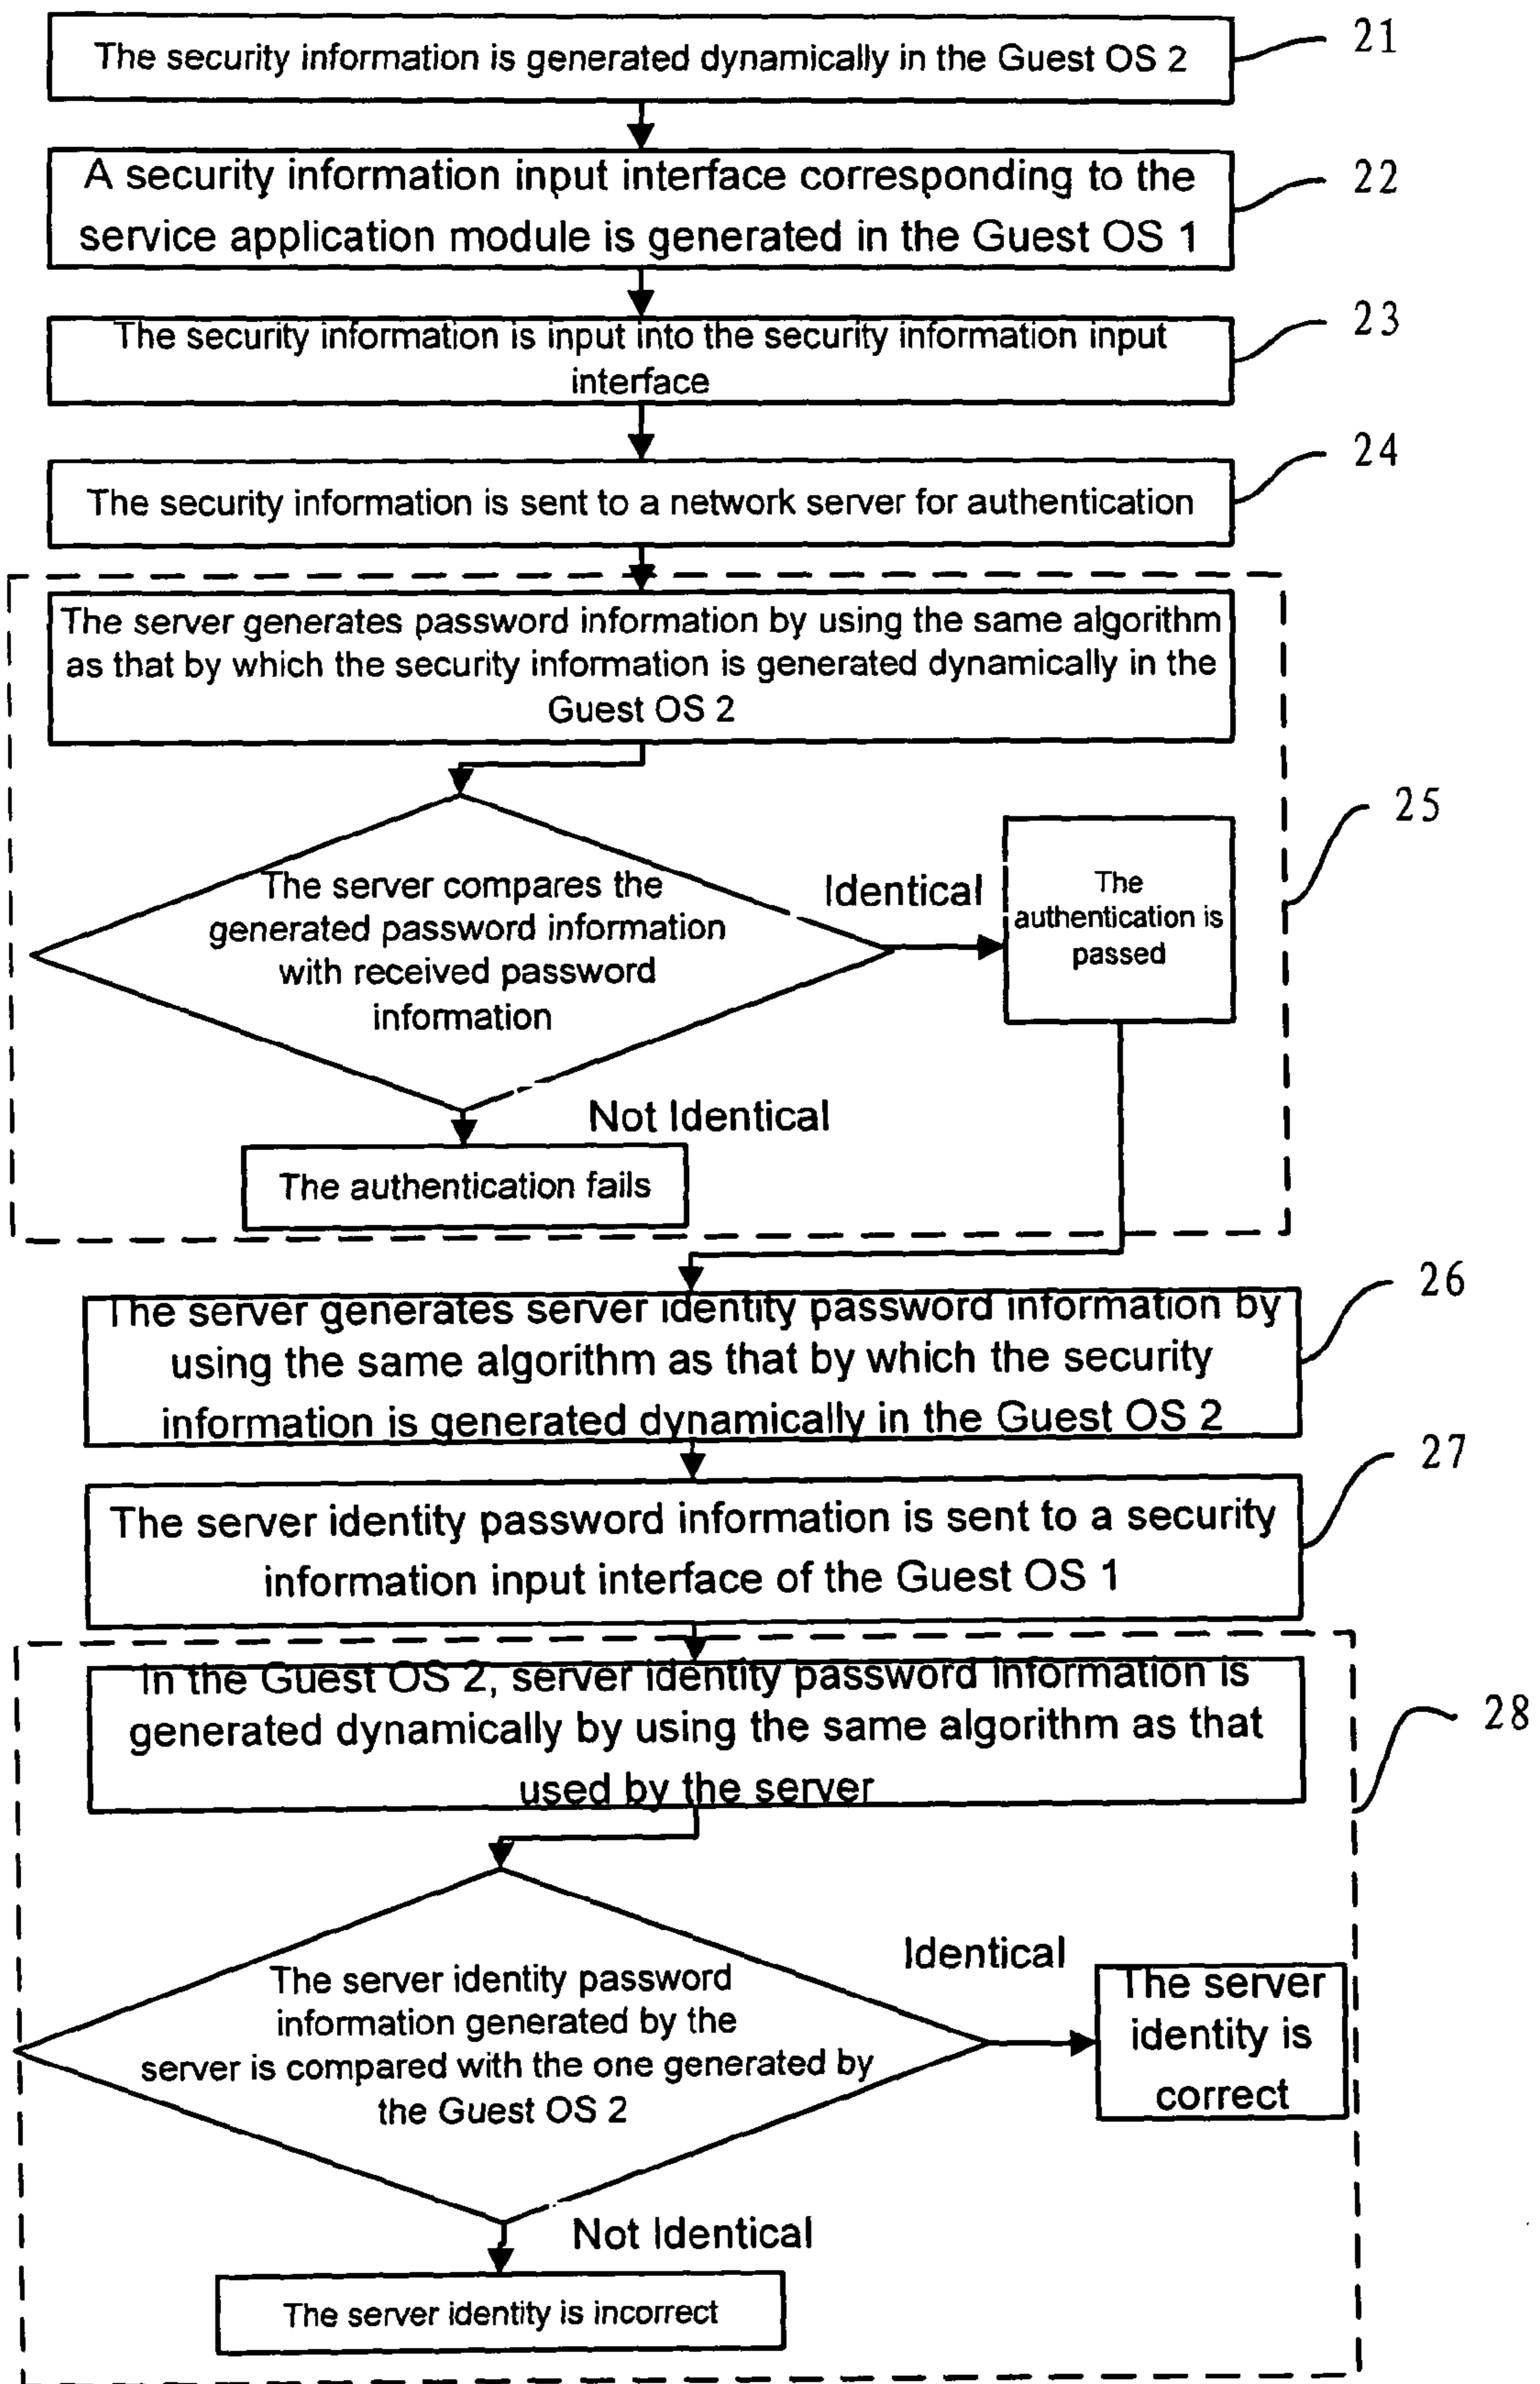 The security information is generated dynamically in the Guest OS 2
21
A security information input interface corresponding to the
service application module is generated in the Guest OS 1
22
The security information is input into the security information input
interface
23
The security information is sent to a network server for authentication
24
The server generates password information by using the same algorithm
as that by which the security information is generated dynamically in the
Guest OS 2
25
The server compares the
generated password information
with received password
information
Identical
The
authentication is
passed
Not Identical
The authentication fails
The server generates server identity password information by
using the same algorithm as that by which the security
information is generated dynamically in the Guest OS 2
26
The server identity password information is sent to a security
information input interface of the Guest OS 1
27
In the Guest OS 2, server identity password information is
generated dynamically by using the same algorithm as that
used by the server
28
The server identity password
information generated by the
server is compared with the one generated by
the Guest OS 2
Identical
The server
identity is
correct
Not Identical
The server identity is incorrect